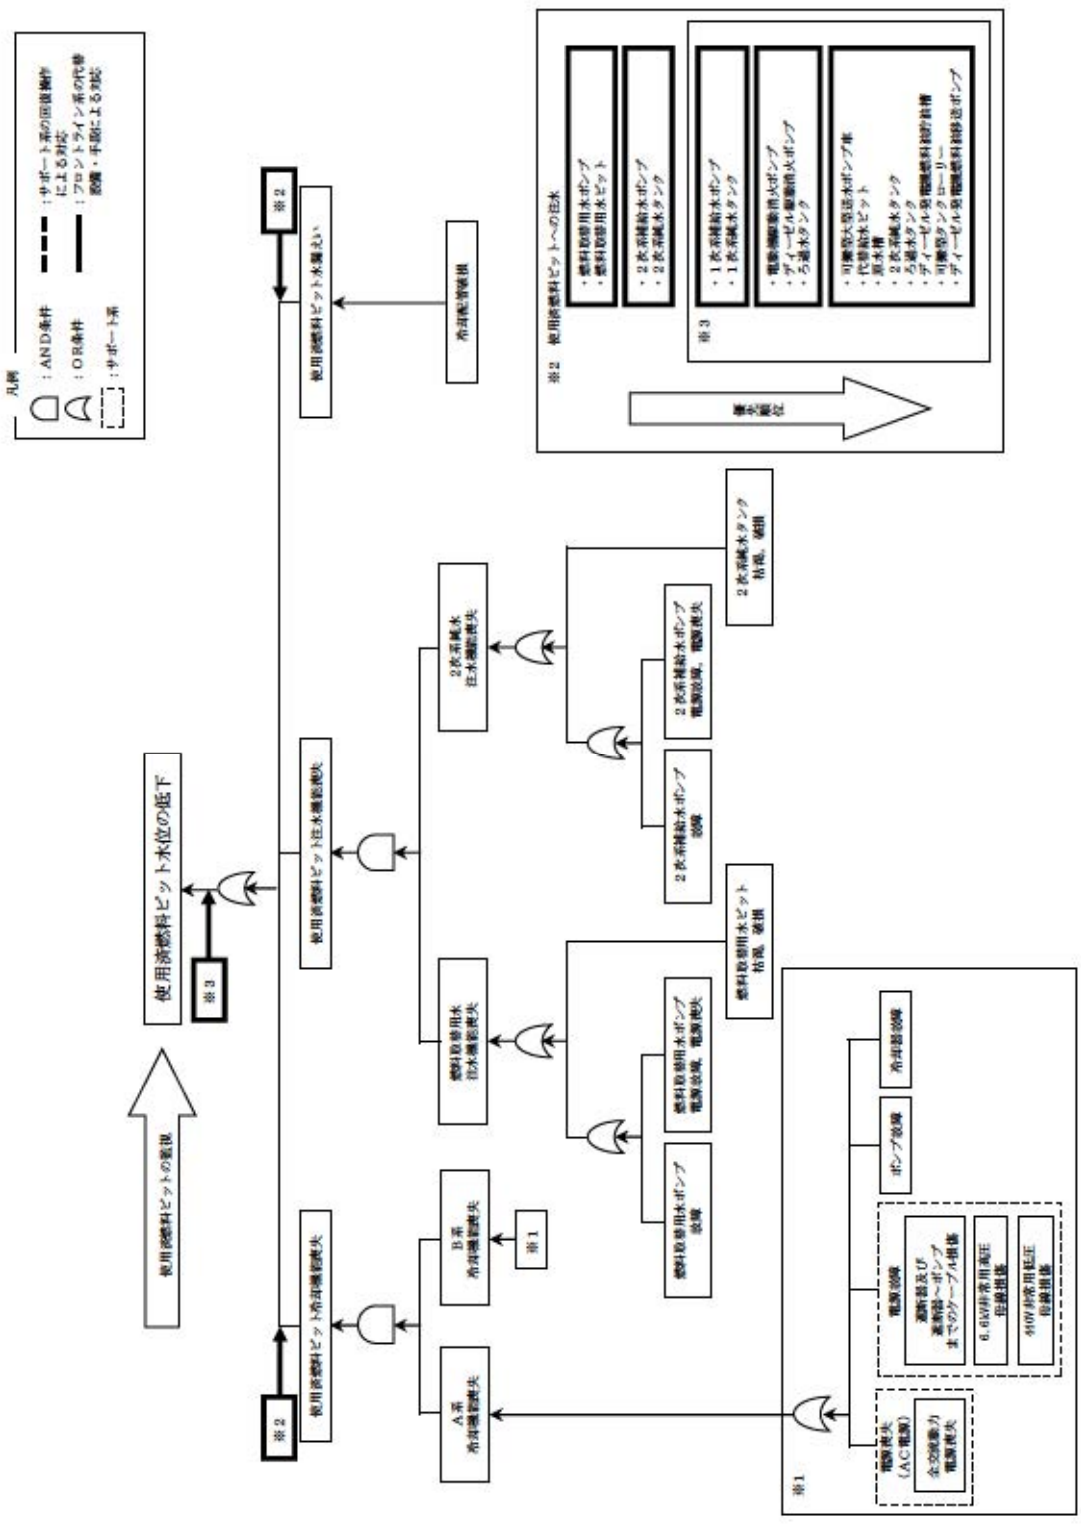 使用済燃料ピットの監視
使用済燃料ピット水位の低下
※3
※2
使用済燃料ピット冷却機能喪失
使用済燃料ピット注水機能喪失
※2
使用済燃料ピット水漏えい
A系
冷却機能喪失
B系
冷却機能喪失
※1
燃料取替用水
注水機能喪失
2次系純水
注水機能喪失
冷却配管破損
燃料取替用水ポンプ
故障
燃料取替用水ポンプ
電源故障,電源喪失
燃料取替用水ピット
枯渇,破損
2次系補給水ポンプ
故障
2次系補給水ポンプ
電源故障,電源喪失
2次系純水タンク
枯渇,破損
※1
電源喪失
(AC電源)
全交流動力
電源喪失
電源故障
遮断器及び
遮断器~ポンプ
までのケーブル損傷
6.6kV非常用高圧
母線損傷
440V非常用低圧
母線損傷
ポンプ故障
冷却器故障
凡例
:AND条件
:OR条件
:サポート系
:サポート系の回復操作
による対応
:フロントライン系の代替
設備・手段による対応
※2 使用済燃料ピットへの注水
優先順位
・燃料取替用水ポンプ
・燃料取替用水ピット
・2次系補給水ポンプ
・2次系純水タンク
※3
・1次系補給水ポンプ
・1次系純水タンク
・電動機駆動消火ポンプ
・ディーゼル駆動消火ポンプ
・ろ過水タンク
・可搬型大型送水ポンプ車
・代替給水ピット
・原水槽
・2次系純水タンク
・ろ過水タンク
・ディーゼル発電機燃料油貯油槽
・可搬型タンクローリー
・ディーゼル発電機燃料油移送ポンプ